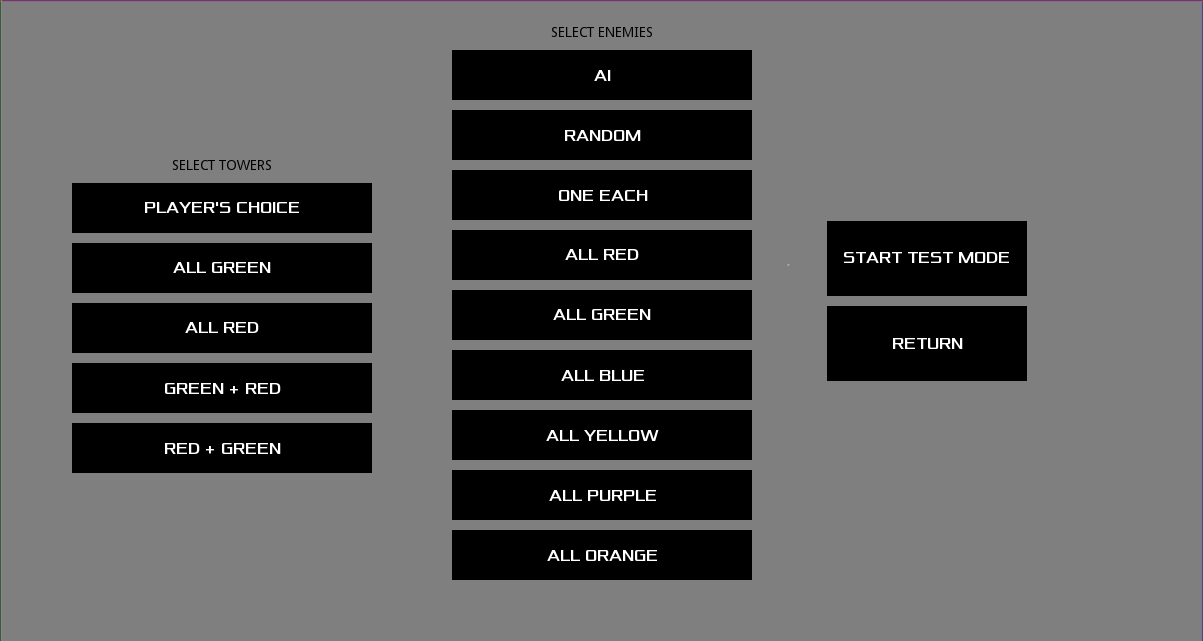 SELECT TOWERS
PLAYER'S CHOICE
ALL GREEN
ALL RED
GREEN + RED
RED + GREEN
SELECT ENEMIES
AI
RANDOM
ONE EACH
ALL RED
ALL GREEN
ALL BLUE
ALL YELLOW
ALL PURPLE
ALL ORANGE
START TEST MODE
RETURN